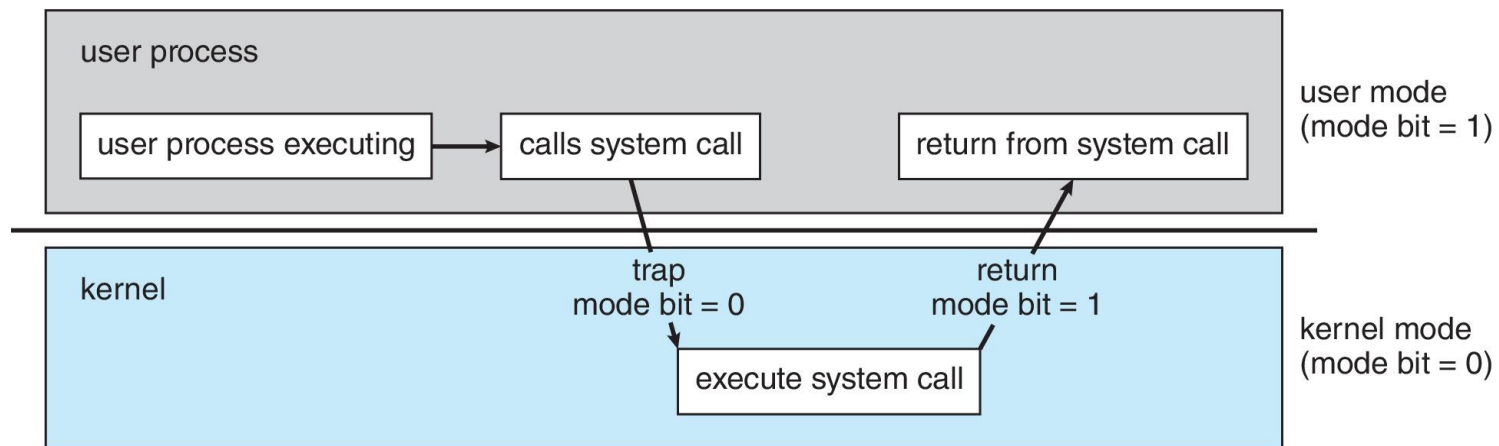 user process
user process executing
calls system call
return from system call
user mode
(mode bit = 1)
kernel
trap
mode bit = 0
return
mode bit = 1
execute system call
kernel mode
(mode bit = 0)